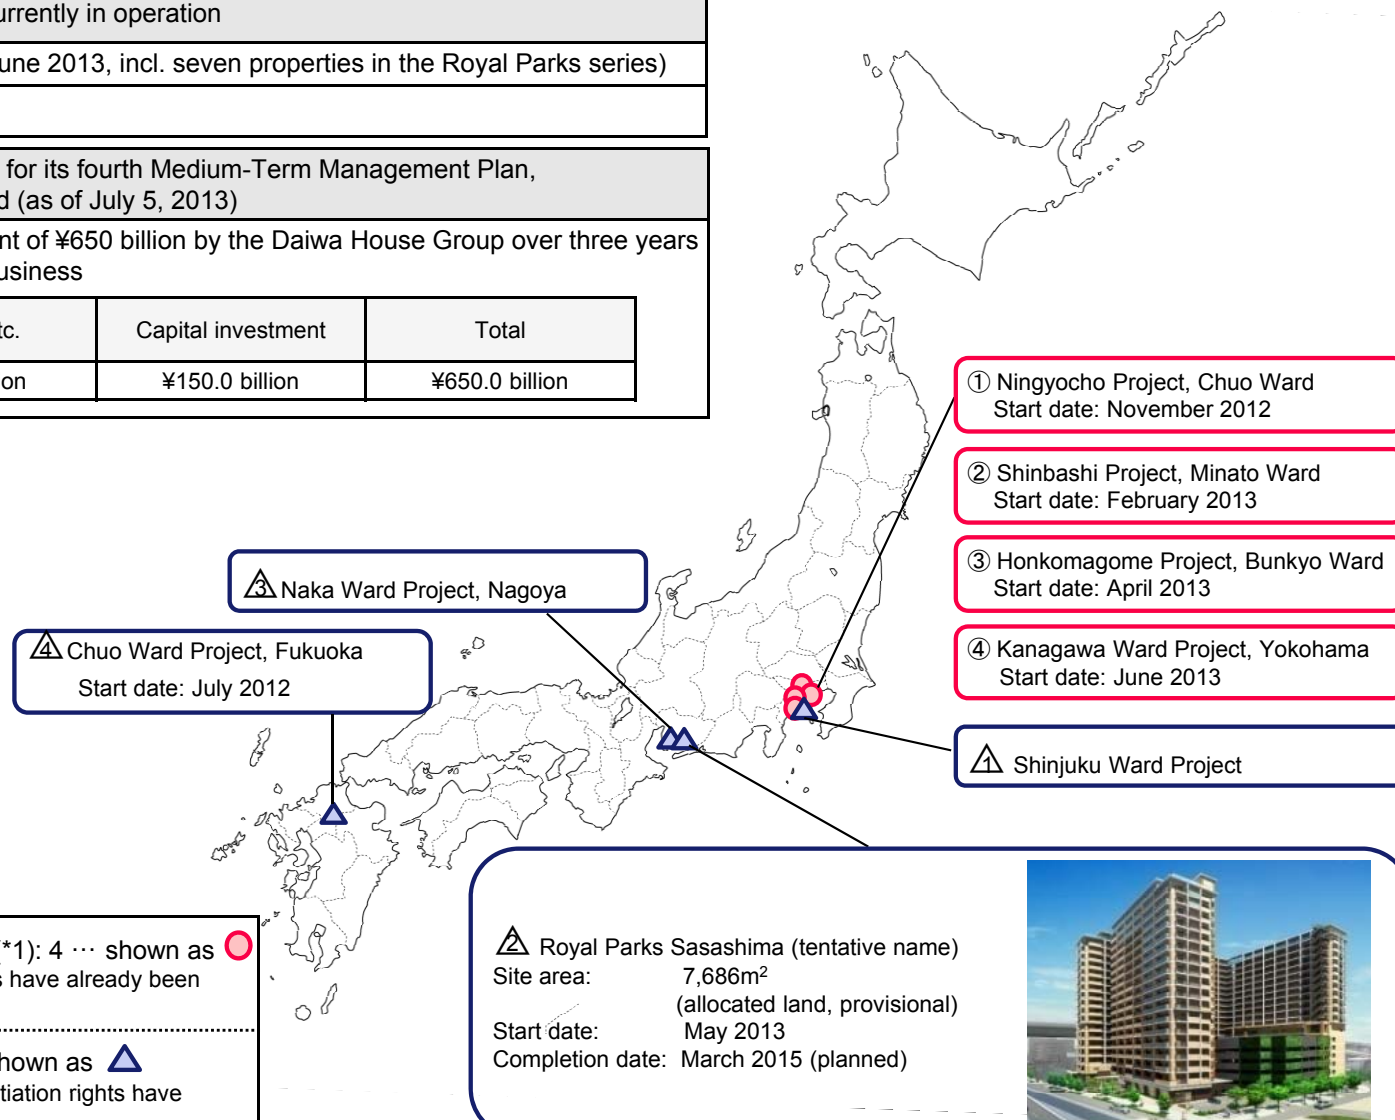 urrently in operation
une 2013, incl. seven properties in the Royal Parks series)
for its fourth Medium-Term Management Plan,
d (as of July 5, 2013)
nt of ¥650 billion by the Daiwa House Group over three years
usiness
tc.
Capital investment
Total
on
¥150.0 billion
¥650.0 billion
① Ningyocho Project, Chuo Ward
Start date: November 2012
② Shinbashi Project, Minato Ward
Start date: February 2013
③ Honkomagome Project, Bunkyo Ward
Start date: April 2013
④ Kanagawa Ward Project, Yokohama
Start date: June 2013
1 Shinjuku Ward Project
3 Naka Ward Project, Nagoya
4 Chuo Ward Project, Fukuoka
Start date: July 2012
2 Royal Parks Sasashima (tentative name)
Site area: 7,686m²
(allocated land, provisional)
Start date: May 2013
Completion date: March 2015 (planned)
(*1): 4 ··· shown as
s have already been
hown as
tiation rights have